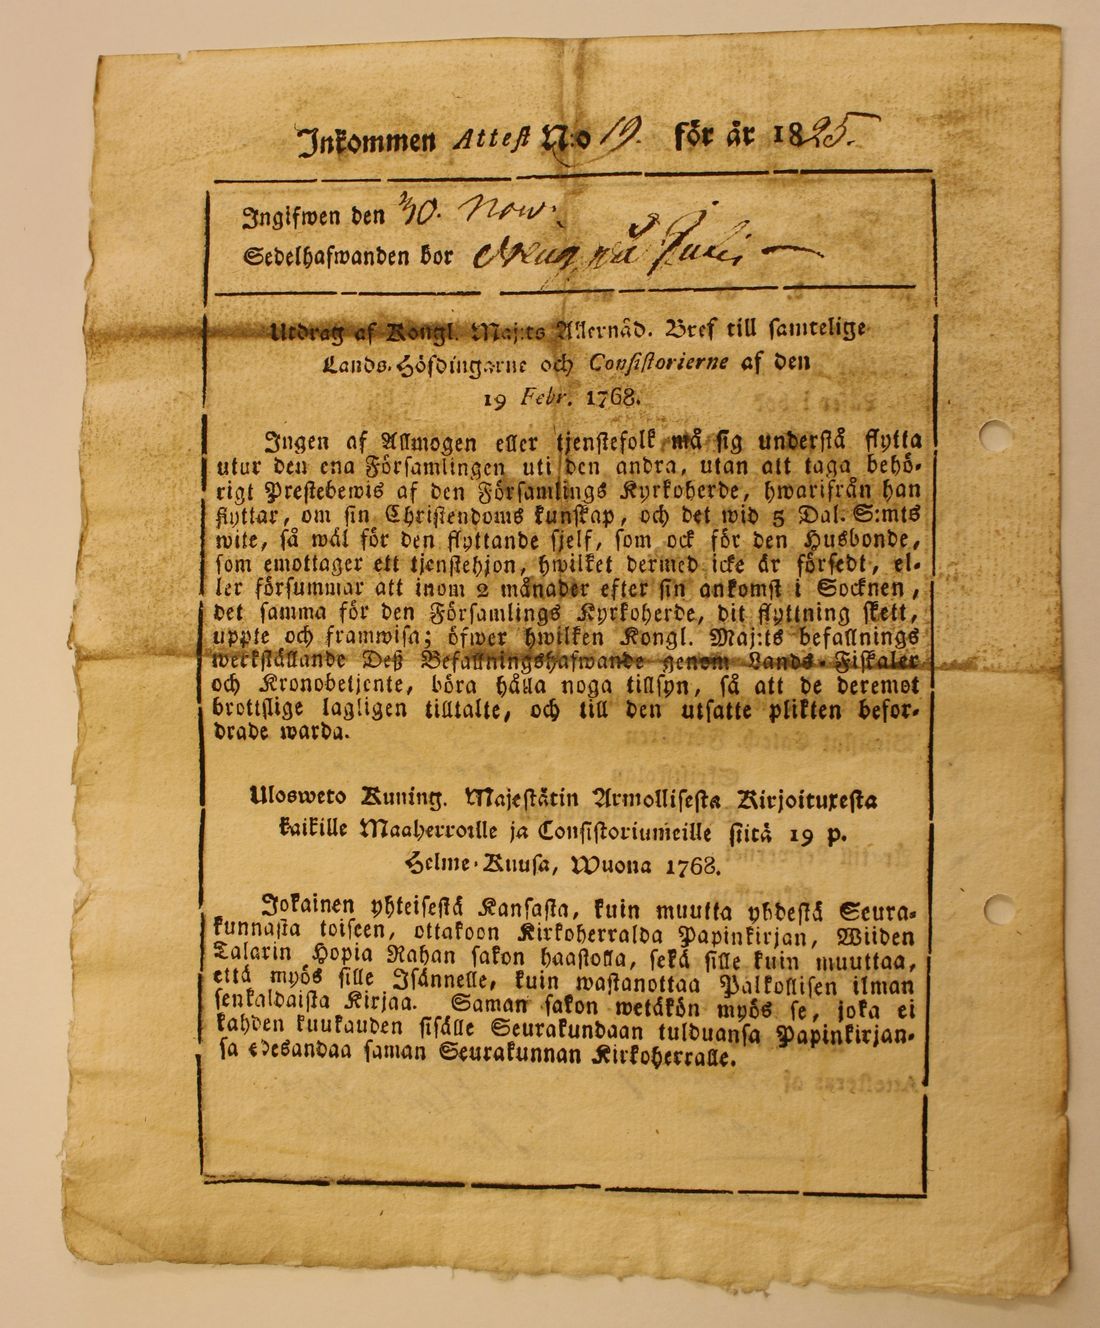 Inkommen Attest N:o 19. för år 1825.
Ingifwen den 30. Now.
Sedelhafwanden bor på
Utdrag af Kongl. Maj:ts Allernåd. Bref till samtelige
Lands-Höfdingarne och Consistorierne af den
19 Febr. 1768.
Ingen af Allmogen eller tjenstefolk må sig understå flytta
utur den ena Församlingen uti den andra, utan att taga behö-
rigt Prestebewis af den Församlings Kyrkoherde, hwarifrån han
flyttar, om sin Christendoms kunskap, och det wid 5 Dal. S:mts
wite, så wäl för den flyttande sjelf, som ock för den Husbonde,
som emottager ett tjenstehjon, hwilket dermed icke är försedt, el-
ler försummar att inom 2 månader efter sin ankomst i Socknen,
det samma för den Församlings Kyrkoherde, dit flyttning skett,
uppte och framwisa; öfwer hwilken Kongl. Maj:ts befallnings
werkställande Deß Befallningshafwande genom Lands-Fiskaler
och Kronobetjente, böra hålla noga tillsyn, så att de deremot
brottslige lagligen tilltalte, och till den utsatte plikten befor-
drade warda.
Ulosweto Kuning. Majestätin Armollisesta Kirjoituxesta
kaikille Maaherroille ja Consistoriumeille siitä 19 p.
Helme-Kuusa, Wuona 1768.
Jokainen yhteisestä Kansasta, kuin muutta yhdestä Seura-
kunnasta toiseen, ottakoon Kirkoherralda Papinkirjan, Wiiden
Talarin Hopia Rahan sakon haastolla, sekä sille kuin muuttaa,
että myös sille Isännelle, kuin wastanottaa Palkollisen ilman
senkaldaista Kirjaa. Saman sakon wetäkön myös se, joka ei
kahden kuukauden sisälle Seurakundaan tulduansa Papinkirjan-
sa edesandaa saman Seurakunnan Kirkoherralle.